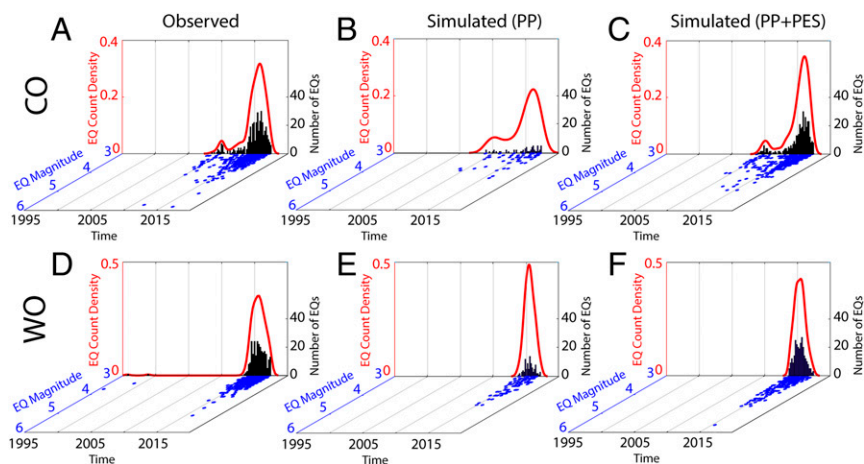 Observed
Simulated (PP)
Simulated (PP+PES)
CO
WO
A
EQ Count Density
0.4
0.2
0
Number of EQs
40
20
0
EQ Magnitude
3
4
5
6
1995
2005
2015
Time
B
EQ Count Density
0.4
0.2
0
Number of EQs
40
20
0
EQ Magnitude
3
4
5
6
1995
2005
2015
Time
C
EQ Count Density
0.4
0.2
0
Number of EQs
40
20
0
EQ Magnitude
3
4
5
6
1995
2005
2015
Time
D
EQ Count Density
0.5
0
Number of EQs
40
20
0
EQ Magnitude
3
4
5
6
1995
2005
2015
Time
E
EQ Count Density
0.5
0
Number of EQs
40
20
0
EQ Magnitude
3
4
5
6
1995
2005
2015
Time
F
EQ Count Density
0.5
0
Number of EQs
40
20
0
EQ Magnitude
3
4
5
6
1995
2005
2015
Time